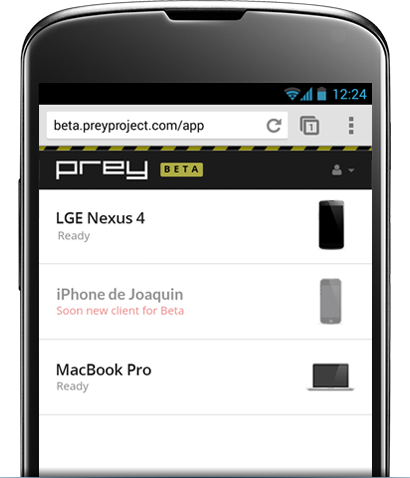 12:24
beta.preyproject.com/app
1
prey BETA
LGE Nexus 4
Ready
iPhone de Joaquin
Soon new client for Beta
MacBook Pro
Ready